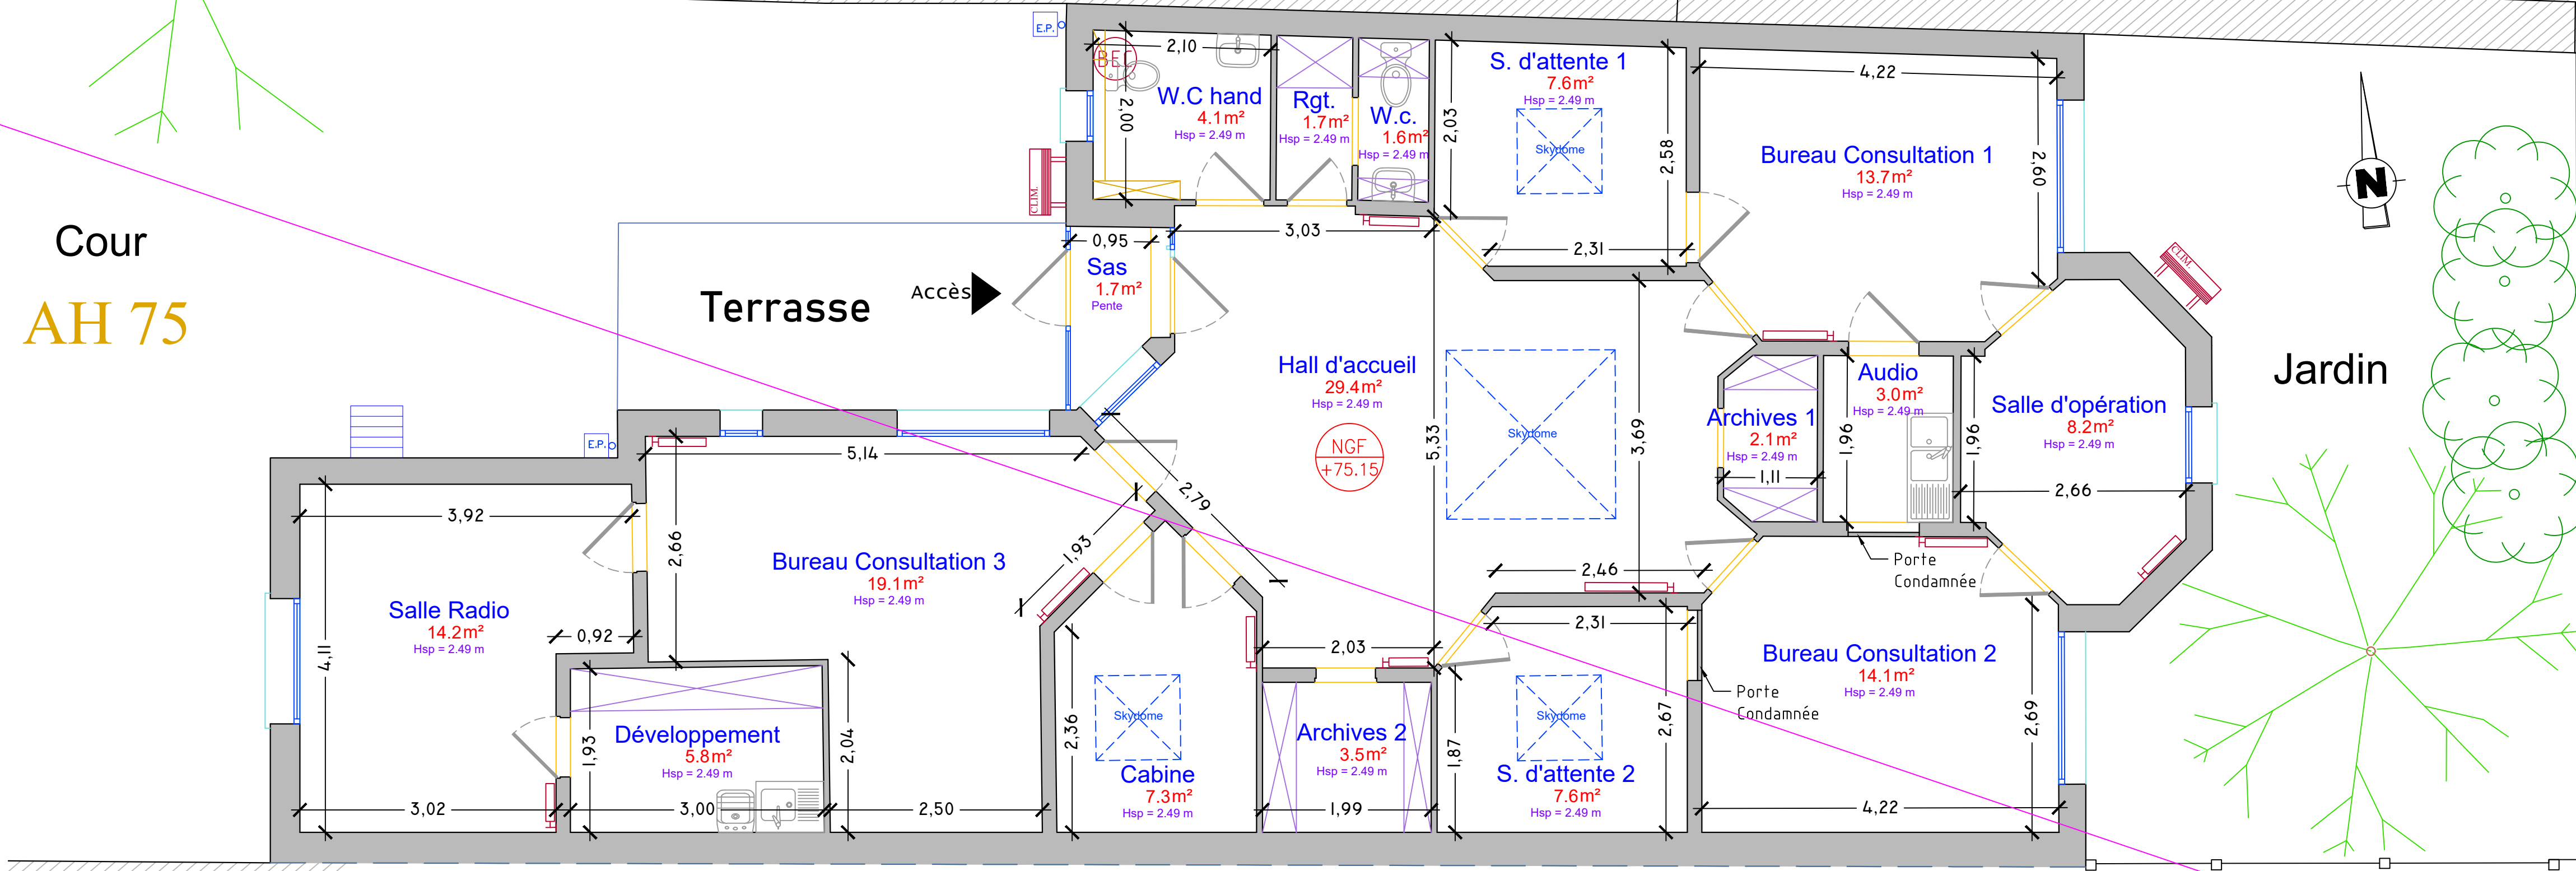 E.P.
BEE
2,10
2,00
W.C hand
4.1m²
Hsp = 2.49 m
Rgt.
1.7m²
Hsp = 2.49 m
W.c.
1.6m²
Hsp = 2.49 m
2,03
S. d'attente 1
7.6m²
Hsp = 2.49 m
Skydome
2,58
2,31
4,22
Bureau Consultation 1
13.7m²
Hsp = 2.49 m
2,90
N
CLIM.
CLIM.
Cour
AH 75
Terrasse
Accès
0,95
Sas
1.7m²
Pente
3,03
Hall d'accueil
29.4m²
Hsp = 2.49 m
NGF
+75.15
5,33
Skydome
3,69
Archives 1
2.1m²
Hsp = 2.49 m
1,11
1,96
Audio
3.0m²
Hsp = 2.49 m
1,96
Salle d'opération
8.2m²
Hsp = 2.49 m
2,66
Jardin
E.P.
3,92
Salle Radio
14.2m²
Hsp = 2.49 m
4,11
0,92
3,02
5,14
2,66
Bureau Consultation 3
19.1m²
Hsp = 2.49 m
2,79
1,93
Développement
5.8m²
Hsp = 2.49 m
1,93
3,00
2,04
2,50
2,36
Skydome
Cabine
7.3m²
Hsp = 2.49 m
2,03
Archives 2
3.5m²
Hsp = 2.49 m
1,99
2,46
2,31
1,87
Skydome
S. d'attente 2
7.6m²
Hsp = 2.49 m
2,67
Porte
Condamnée
Porte
Condamnée
Bureau Consultation 2
14.1m²
Hsp = 2.49 m
2,69
4,22